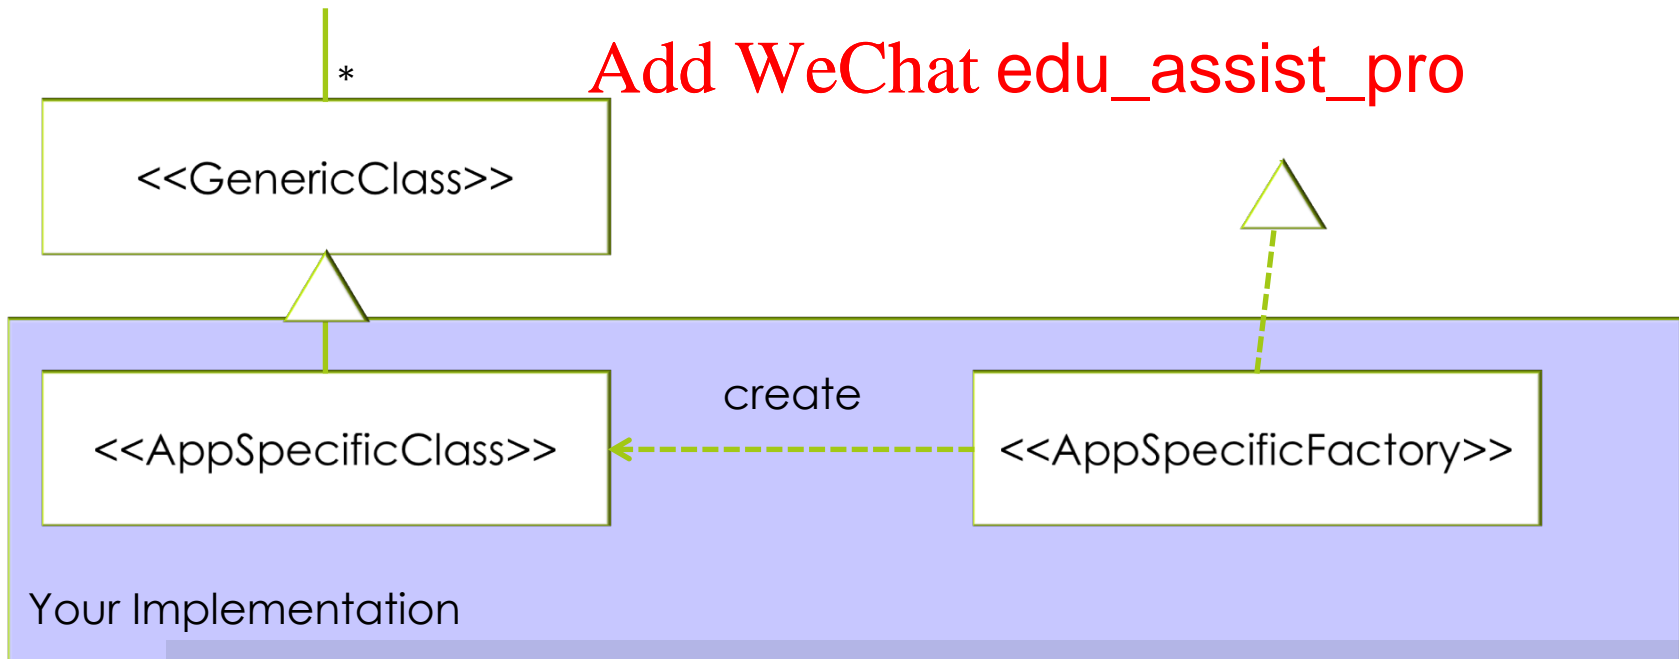 *
Add WeChat edu_assist_pro
<<GenericClass>>
create
<<AppSpecificClass>>
<<AppSpecificFactory>>
Your Implementation